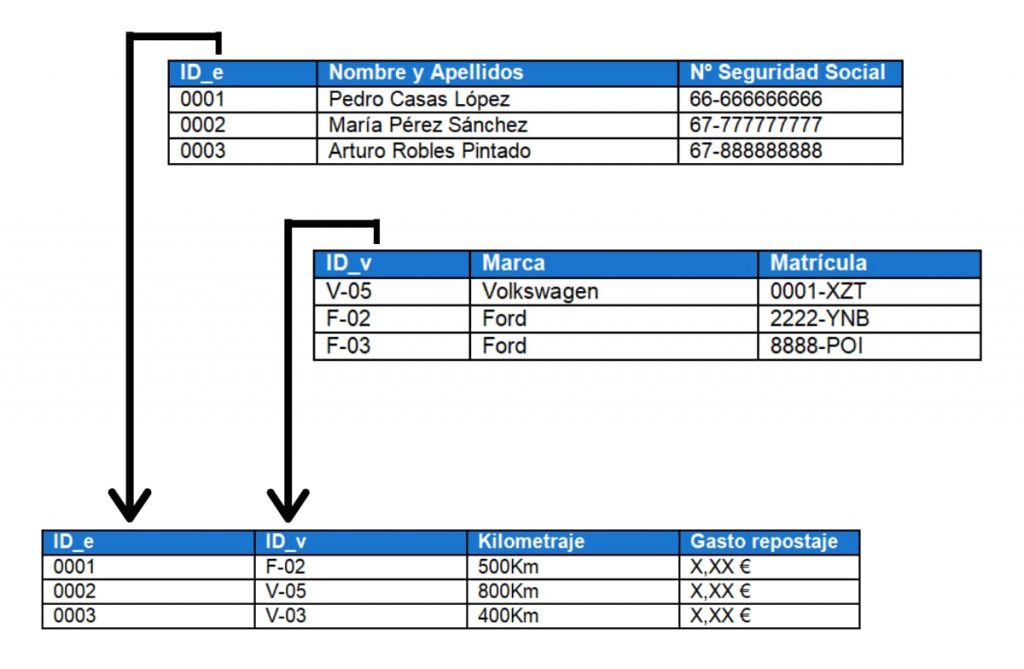 ID_e Nombre y Apellidos Nº Seguridad Social
0001 Pedro Casas López 66-666666666
0002 María Pérez Sánchez 67-777777777
0003 Arturo Robles Pintado 67-888888888
ID_v Marca Matrícula
V-05 Volkswagen 0001-XZT
F-02 Ford 2222-YNB
F-03 Ford 8888-POI
ID_e ID_v Kilometraje Gasto repostaje
0001 F-02 500Km X,XX €
0002 V-05 800Km X,XX €
0003 V-03 400Km X,XX €